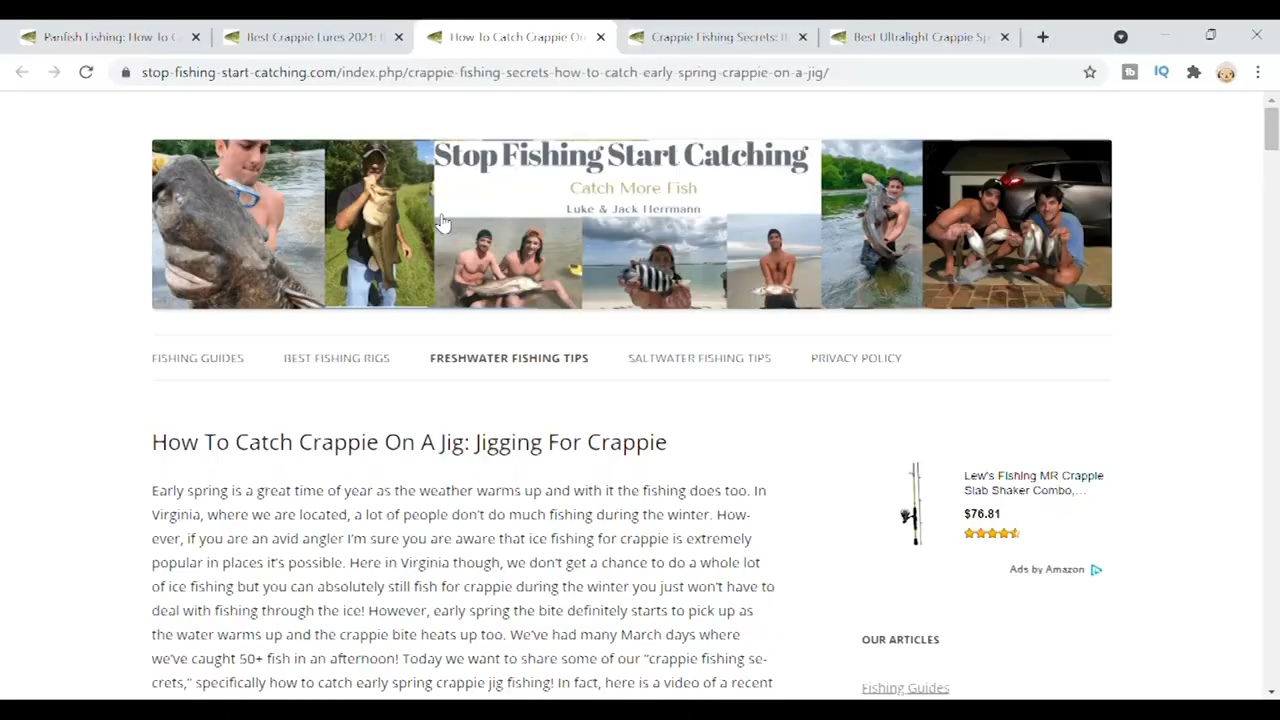 Panfish Fishing: How To C
Best Crappie Lures 2021:
How To Catch Crappie On
Crappie Fishing Secrets:
Best Ultralight Crappie Sp
stop-fishing-start-catching.com/index.php/crappie-fishing-secrets-how-to-catch-early-spring-crappie-on-a-jig/
tb
IQ
Stop Fishing Start Catching
Catch More Fish
Luke & Jack Herrmann
FISHING GUIDES
BEST FISHING RIGS
FRESHWATER FISHING TIPS
SALTWATER FISHING TIPS
PRIVACY POLICY
How To Catch Crappie On A Jig: Jigging For Crappie
Early spring is a great time of year as the weather warms up and with it the fishing does too. In
Virginia, where we are located, a lot of people don't do much fishing during the winter. How-
ever, if you are an avid angler I'm sure you are aware that ice fishing for crappie is extremely
popular in places it's possible. Here in Virginia though, we don't get a chance to do a whole lot
of ice fishing but you can absolutely still fish for crappie during the winter you just won't have to
deal with fishing through the ice! However, early spring the bite definitely starts to pick up as
the water warms up and the crappie bite heats up too. We've had many March days where
we've caught 50+ fish in an afternoon! Today we want to share some of our "crappie fishing se-
crets," specifically how to catch early spring crappie jig fishing! In fact, here is a video of a recent
Lew's Fishing MR Crappie
Slab Shaker Combo,...
$76.81
Ads by Amazon
OUR ARTICLES
Fishing Guides